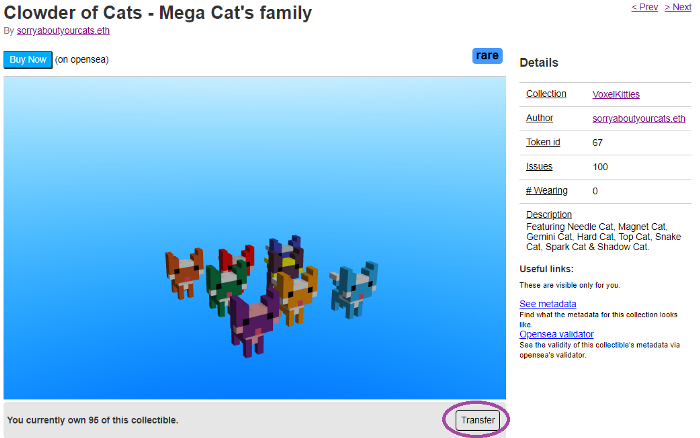 Clowder of Cats - Mega Cat's family
< Prev > Next
By sorryaboutyourcats.eth
Buy Now (on opensea)
rare
Details
Collection VoxelKitties
Author sorryaboutyourcats.eth
Token id 67
Issues 100
# Wearing 0
Description
Featuring Needle Cat, Magnet Cat,
Gemini Cat, Hard Cat, Top Cat, Snake
Cat, Spark Cat & Shadow Cat.
Useful links:
These are visible only for you.
See metadata
Find what the metadata for this collection looks
like.
Opensea validator
See the validity of this collectible's metadata via
opensea's validator.
You currently own 96 of this collectible.
Transfer